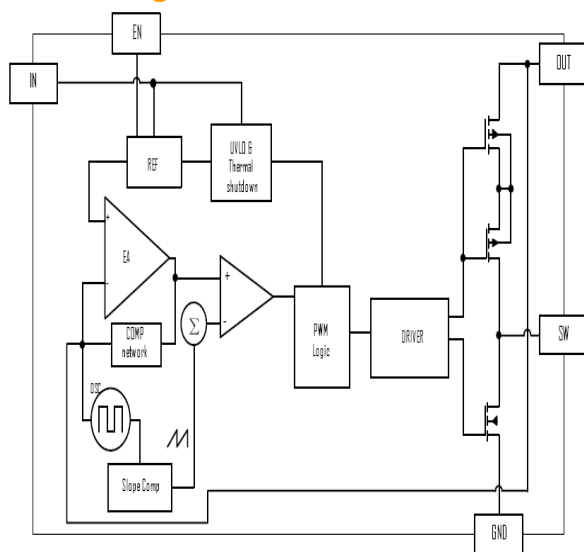 EN
IN
OUT
REF
UVLO &
Thermal
shutdown
+
-
EA
+
-
Σ
COMP
network
PWM
Logic
DRIVER
SW
OSC
Slope Comp
GND